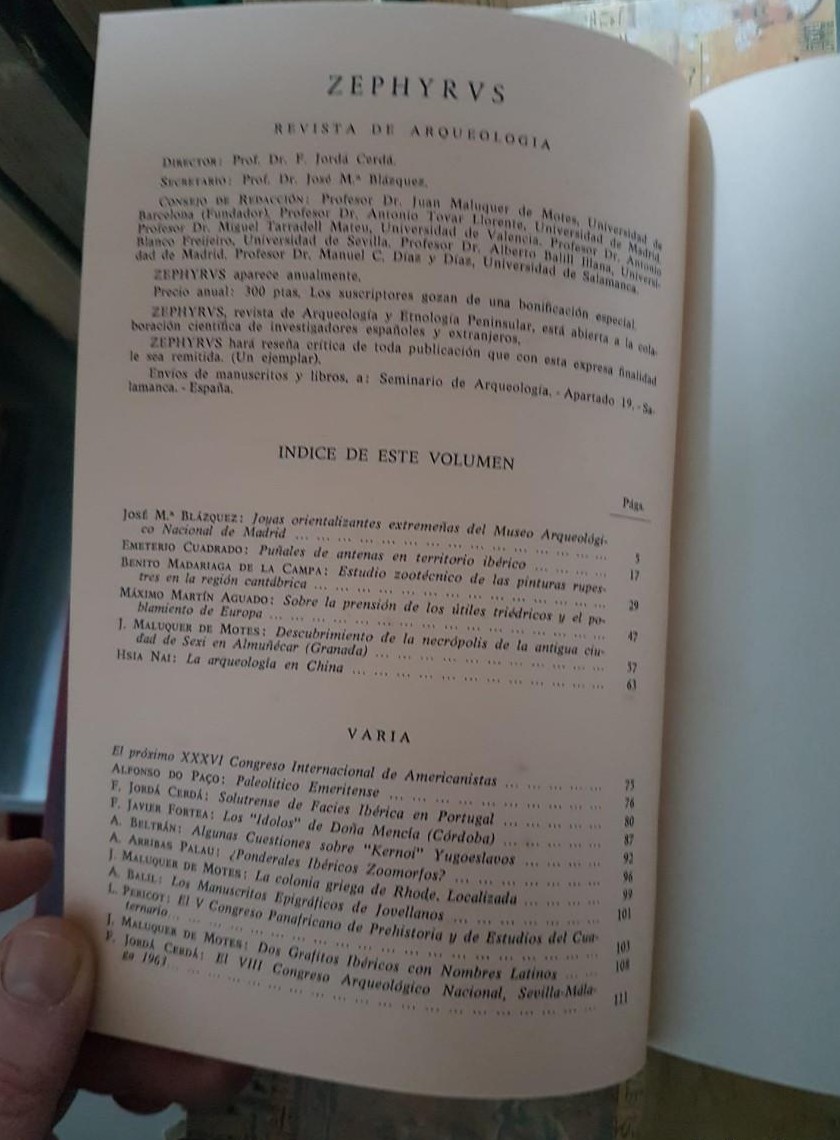 ZEPHYRVS
REVISTA DE ARQUEOLOGIA
DIRECTOR: Prof. Dr. F. Jordá Cerdá.
SECRETARIO: Prof. Dr. José M.ª Blázquez.
CONSEJO DE REDACCIÓN: Profesor Dr. Juan Maluquer de Motes, Universidad de
Barcelona (Fundador), Profesor Dr. Antonio Tovar Llorente, Universidad de Madrid,
Profesor Dr. Miguel Tarradell Mateu, Universidad de Valencia. Profesor Dr. Antonio
Blanco Freijeiro, Universidad de Sevilla. Profesor Dr. Alberto Balill Illana, Universi-
dad de Madrid. Profesor Dr. Manuel C. Díaz y Díaz, Universidad de Salamanca.
ZEPHYRVS aparece anualmente.
Precio anual: 300 ptas. Los suscriptores gozan de una bonificación especial.
ZEPHYRVS, revista de Arqueología y Etnología Peninsular, está abierta a la cola-
boración científica de investigadores españoles y extranjeros.
ZEPHYRVS hará reseña crítica de toda publicación que con esta expresa finalidad
le sea remitida. (Un ejemplar).
Envíos de manuscritos y libros, a: Seminario de Arqueología. - Apartado 19. - Sa-
lamanca. - España.
INDICE DE ESTE VOLUMEN
Págs.
JOSÉ M.ª BLÁZQUEZ: Joyas orientalizantes extremeñas del Museo Arqueológi-
co Nacional de Madrid ... 5
EMETERIO CUADRADO: Puñales de antenas en territorio ibérico ... 17
BENITO MADARIAGA DE LA CAMPA: Estudio zootécnico de las pinturas rupes-
tres en la región cantábrica ... 29
MÁXIMO MARTÍN AGUADO: Sobre la prensión de los útiles triédricos y el po-
blamiento de Europa ... 47
J. MALUQUER DE MOTES: Descubrimiento de la necrópolis de la antigua ciu-
dad de Sexi en Almuñécar (Granada) ... 57
HSIA NAI: La arqueología en China ... 63
VARIA
El próximo XXXVI Congreso Internacional de Americanistas ... 75
ALFONSO DO PAÇO: Paleolítico Emeritense ... 76
F. JORDÁ CERDÁ: Solutrense de Facies Ibérica en Portugal ... 80
F. JAVIER FORTEA: Los "Idolos" de Doña Mencía (Córdoba) ... 87
A. BELTRÁN: Algunas Cuestiones sobre "Kernoi" Yugoeslavos ... 92
A. ARRIBAS PALAU: ¿Ponderales Ibéricos Zoomorfos? ... 96
J. MALUQUER DE MOTES: La colonia griega de Rhode, Localizada ... 99
A. BALIL: Los Manuscritos Epigráficos de Jovellanos ... 101
L. PERICOT: El V Congreso Panafricano de Prehistoria y de Estudios del Cua-
ternario ... 103
J. MALUQUER DE MOTES: Dos Grafitos Ibéricos con Nombres Latinos ... 108
F. JORDÁ CERDÁ: El VIII Congreso Arqueológico Nacional, Sevilla-Mála-
ga 1963 ... 111